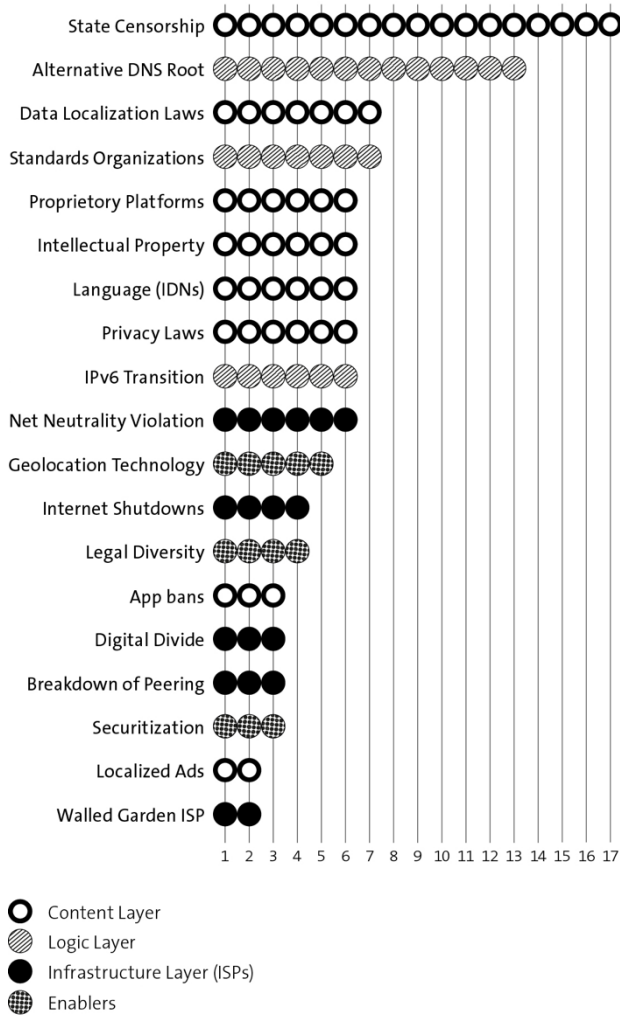 State Censorship
Alternative DNS Root
Data Localization Laws
Standards Organizations
Proprietory Platforms
Intellectual Property
Language (IDNs)
Privacy Laws
IPv6 Transition
Net Neutrality Violation
Geolocation Technology
Internet Shutdowns
Legal Diversity
App bans
Digital Divide
Breakdown of Peering
Securitization
Localized Ads
Walled Garden ISP
1 2 3 4 5 6 7 8 9 10 11 12 13 14 15 16 17
Content Layer
Logic Layer
Infrastructure Layer (ISPs)
Enablers